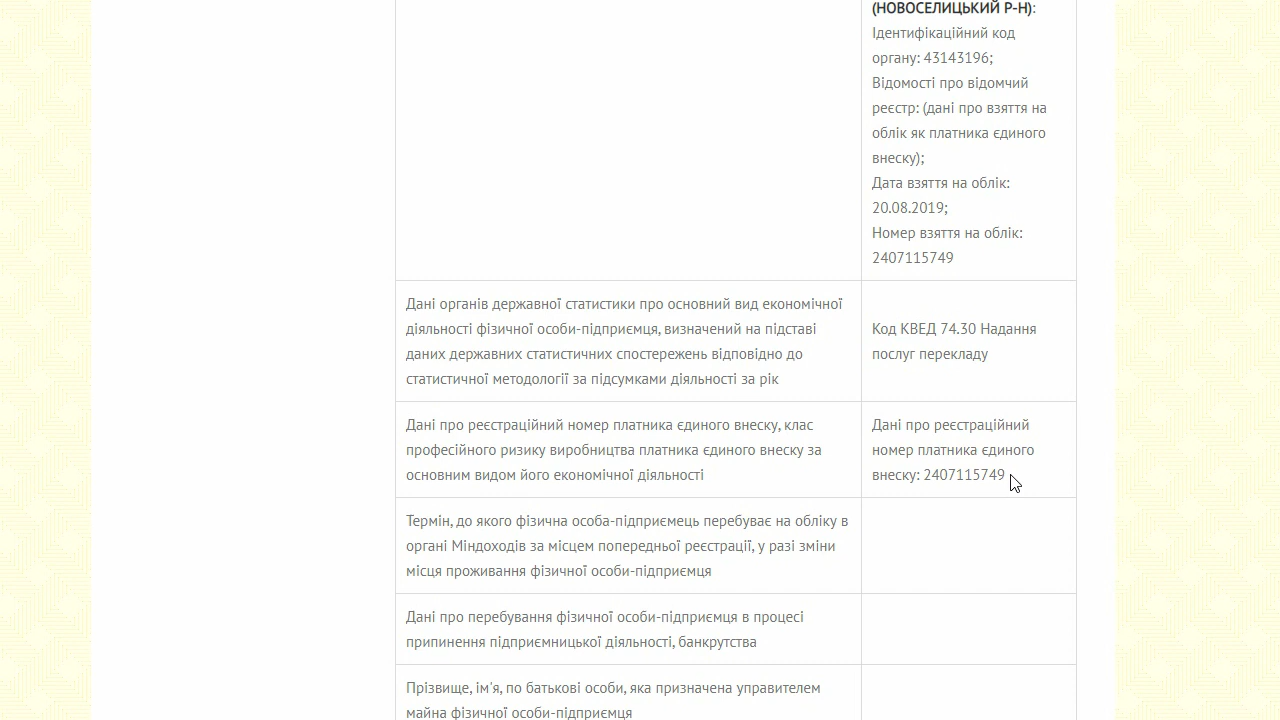 (НОВОСЕЛИЦЬКИЙ Р-Н):
Ідентифікаційний код
органу: 43143196;
Відомості про відомчий
реєстр: (дані про взяття на
облік як платника єдиного
внеску);
Дата взяття на облік:
20.08.2019;
Номер взяття на облік:
2407115749
Дані органів державної статистики про основний вид економічної
діяльності фізичної особи-підприємця, визначений на підставі
даних державних статистичних спостережень відповідно до
статистичної методології за підсумками діяльності за рік
Код КВЕД 74.30 Надання
послуг перекладу
Дані про реєстраційний номер платника єдиного внеску, клас
професійного ризику виробництва платника єдиного внеску за
основним видом його економічної діяльності
Дані про реєстраційний
номер платника єдиного
внеску: 2407115749
Термін, до якого фізична особа-підприємець перебуває на обліку в
органі Міндоходів за місцем попередньої реєстрації, у разі зміни
місця проживання фізичної особи-підприємця
Дані про перебування фізичної особи-підприємця в процесі
припинення підприємницької діяльності, банкрутства
Прізвище, ім'я, по батькові особи, яка призначена управителем
майна фізичної особи-підприємця